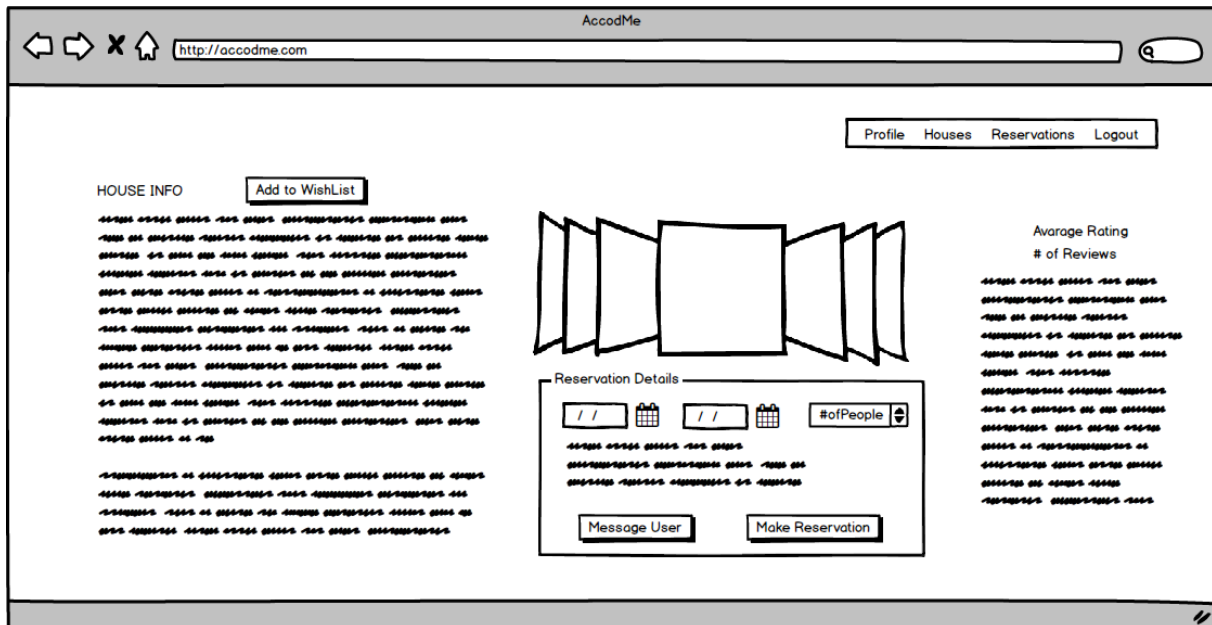 AccodMe
http://accodme.com
Profile Houses Reservations Logout
HOUSE INFO
Add to WishList
Avarage Rating
# of Reviews
Reservation Details
/ /
/ /
#ofPeople
Message User
Make Reservation